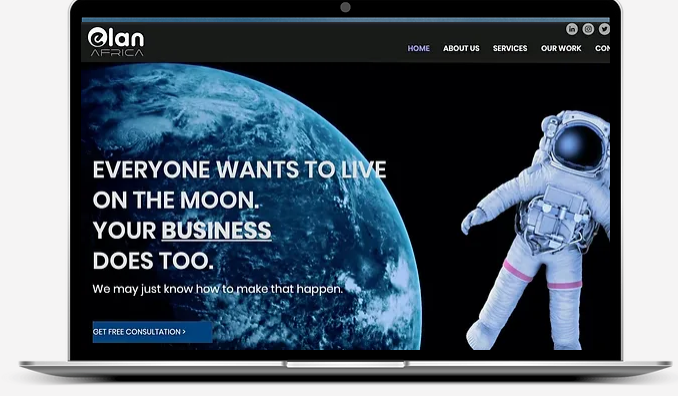 elan
AFRICA
HOME ABOUT US SERVICES OUR WORK CON
EVERYONE WANTS TO LIVE
ON THE MOON.
YOUR BUSINESS
DOES TOO.
We may just know how to make that happen.
GET FREE CONSULTATION >